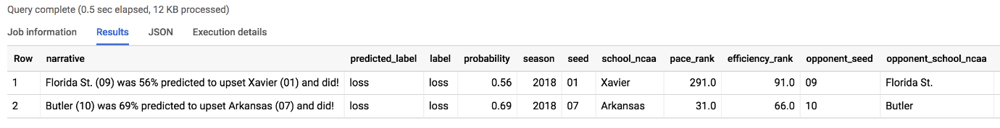 Query complete (0.5 sec elapsed, 12 KB processed)
Job information Results JSON Execution details
Row narrative predicted_label label probability season seed school_ncaa pace_rank efficiency_rank opponent_seed opponent_school_ncaa
1 Florida St. (09) was 56% predicted to upset Xavier (01) and did! loss loss 0.56 2018 01 Xavier 291.0 91.0 09 Florida St.
2 Butler (10) was 69% predicted to upset Arkansas (07) and did! loss loss 0.69 2018 07 Arkansas 31.0 66.0 10 Butler